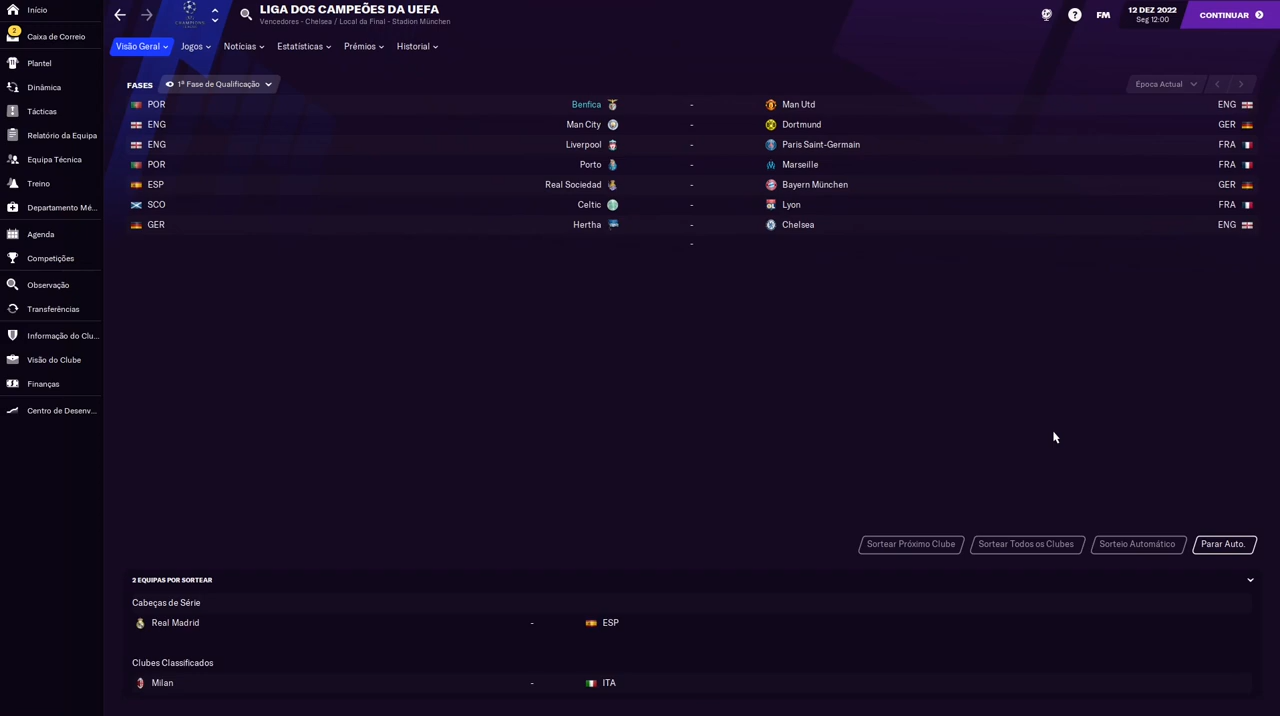 Início
LIGA DOS CAMPEÕES DA UEFA
Vencedores - Chelsea / Local da Final - Stadion München
FM
12 DEZ 2022
Seg 12:00
CONTINUAR
2
Caixa de Correio
Visão Geral
Jogos
Notícias
Estatísticas
Prémios
Historial
Plantel
Dinâmica
Tácticas
Relatório da Equipa
Equipa Técnica
Treino
Departamento Mé...
Agenda
Competições
Observação
Transferências
Informação do Clu...
Visão do Clube
Finanças
Centro de Desenv...
FASES
1ª Fase de Qualificação
Época Actual
POR Benfica - Man Utd ENG
ENG Man City - Dortmund GER
ENG Liverpool - Paris Saint-Germain FRA
POR Porto - Marseille FRA
ESP Real Sociedad - Bayern München GER
SCO Celtic - Lyon FRA
GER Hertha - Chelsea ENG
-
Sortear Próximo Clube
Sortear Todos os Clubes
Sorteio Automático
Parar Auto.
2 EQUIPAS POR SORTEAR
Cabeças de Série
Real Madrid - ESP
Clubes Classificados
Milan - ITA